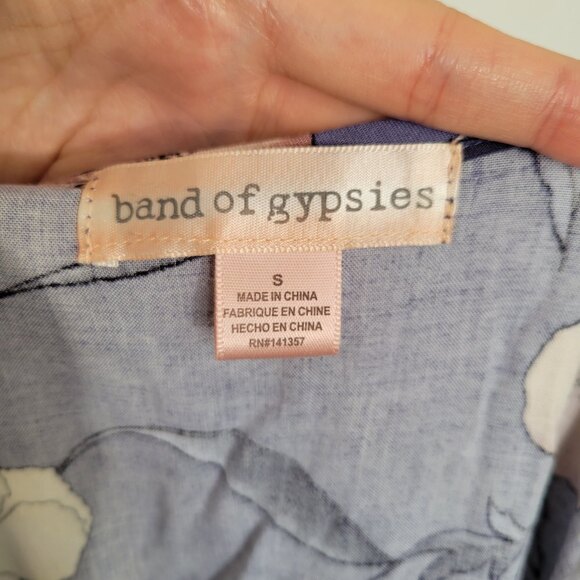 band of gypsies
S
MADE IN CHINA
FABRIQUE EN CHINE
HECHO EN CHINA
RN#141357